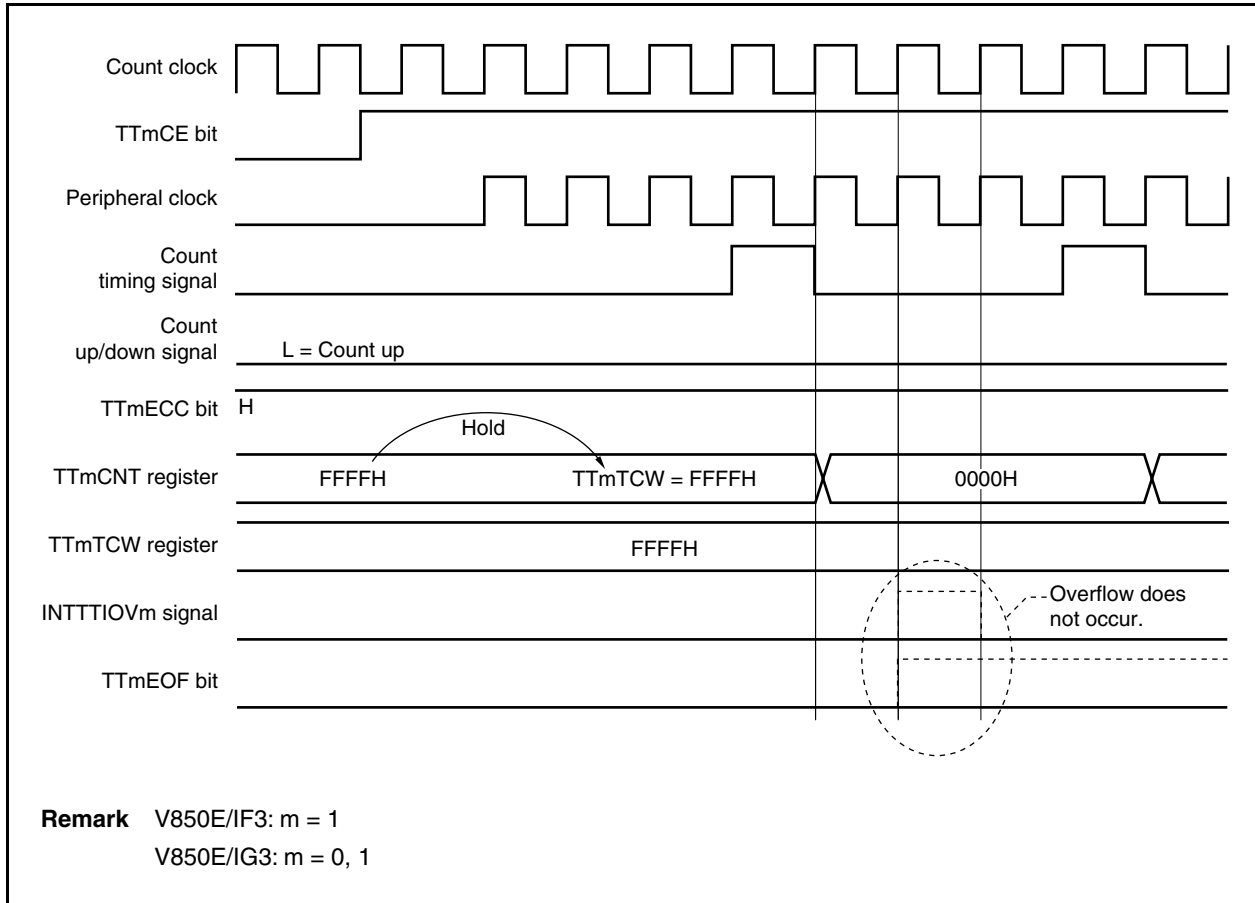 Count clock
TTmCE bit
Peripheral clock
Count
timing signal
Count
up/down signal
L = Count up
TTmECC bit
H
Hold
TTmCNT register
FFFFH
TTmTCW = FFFFH
0000H
TTmTCW register
FFFFH
INTTTIOVm signal
Overflow does
not occur.
TTmEOF bit
Remark V850E/IF3: m = 1
V850E/IG3: m = 0, 1